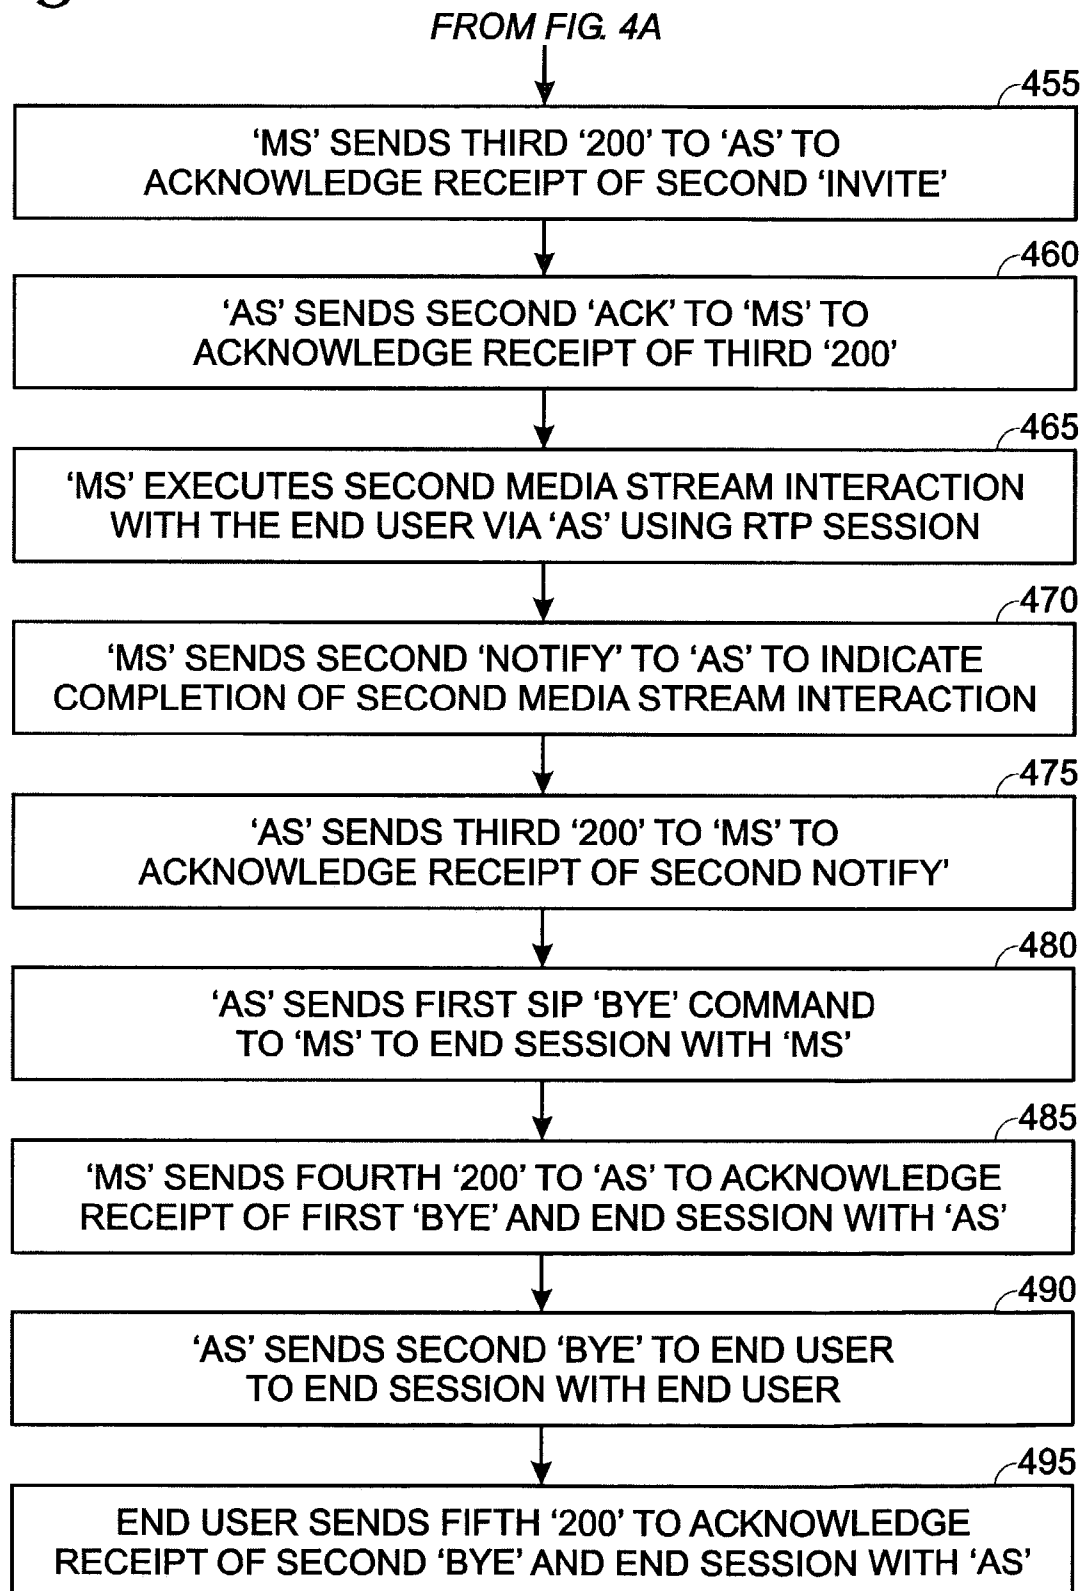 FROM FIG. 4A
455
‘MS’ SENDS THIRD ‘200’ TO ‘AS’ TO
ACKNOWLEDGE RECEIPT OF SECOND ‘INVITE’
460
‘AS’ SENDS SECOND ‘ACK’ TO ‘MS’ TO
ACKNOWLEDGE RECEIPT OF THIRD ‘200’
465
‘MS’ EXECUTES SECOND MEDIA STREAM INTERACTION
WITH THE END USER VIA ‘AS’ USING RTP SESSION
470
‘MS’ SENDS SECOND ‘NOTIFY’ TO ‘AS’ TO INDICATE
COMPLETION OF SECOND MEDIA STREAM INTERACTION
475
‘AS’ SENDS THIRD ‘200’ TO ‘MS’ TO
ACKNOWLEDGE RECEIPT OF SECOND NOTIFY’
480
‘AS’ SENDS FIRST SIP ‘BYE’ COMMAND
TO ‘MS’ TO END SESSION WITH ‘MS’
485
‘MS’ SENDS FOURTH ‘200’ TO ‘AS’ TO ACKNOWLEDGE
RECEIPT OF FIRST ‘BYE’ AND END SESSION WITH ‘AS’
490
‘AS’ SENDS SECOND ‘BYE’ TO END USER
TO END SESSION WITH END USER
495
END USER SENDS FIFTH ‘200’ TO ACKNOWLEDGE
RECEIPT OF SECOND ‘BYE’ AND END SESSION WITH ‘AS’